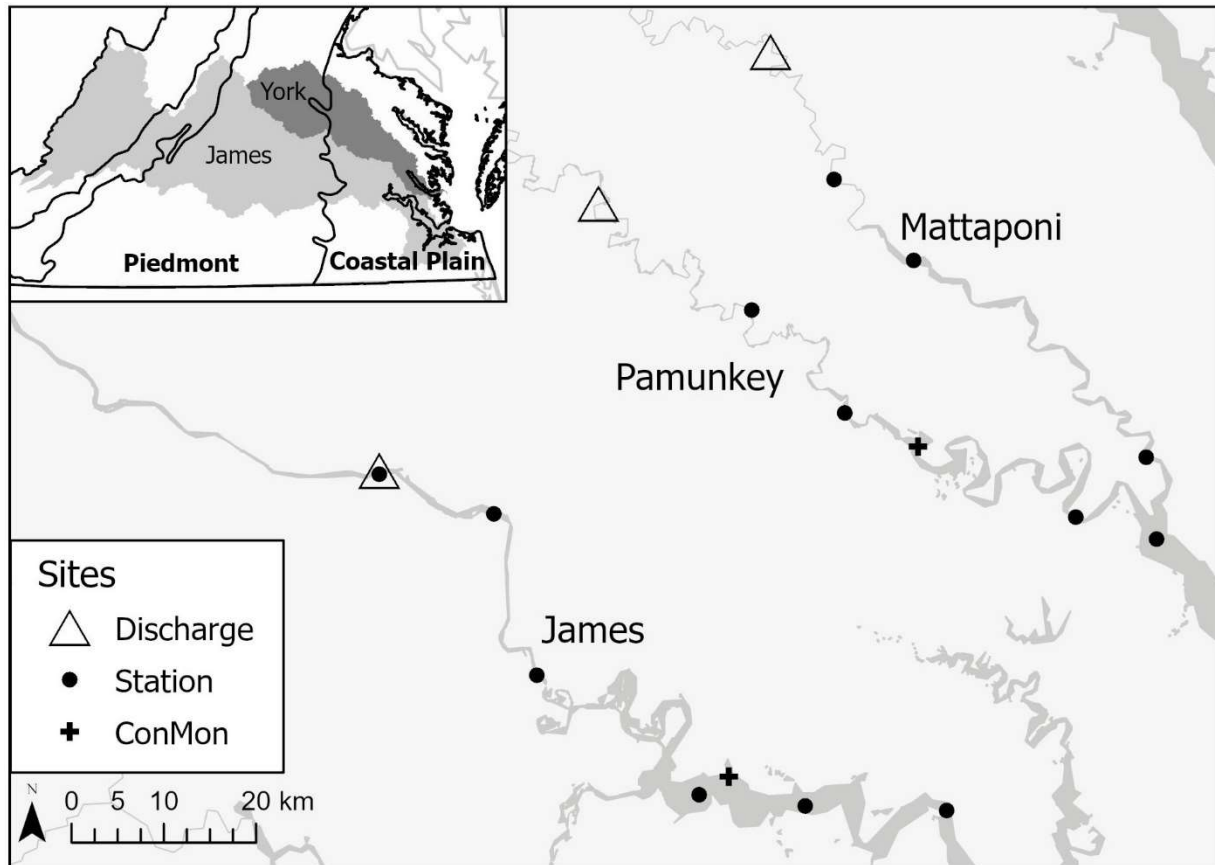 York
James
Piedmont
Coastal Plain
Mattaponi
Pamunkey
James
Sites
Discharge
Station
ConMon
N
0 5 10 20 km